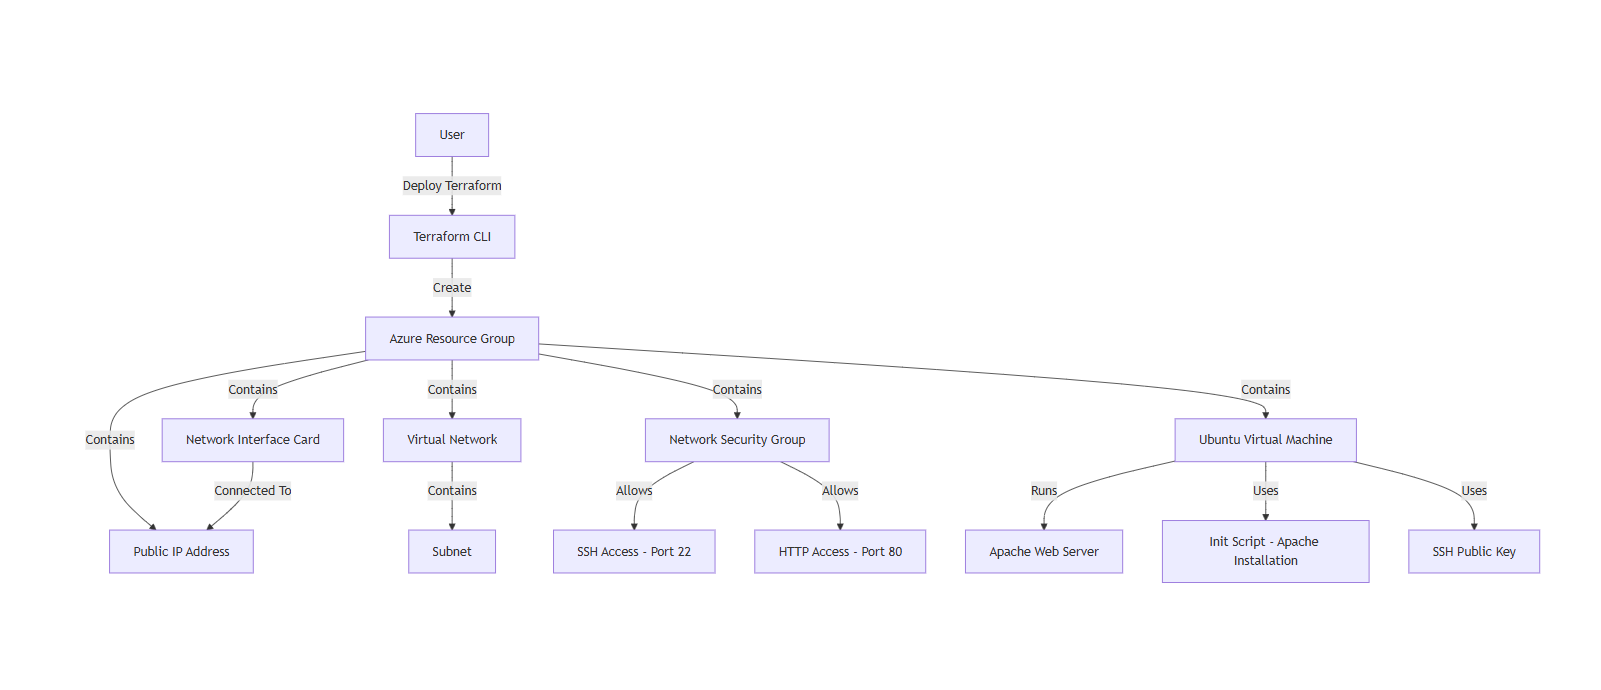 User
Deploy Terraform
Terraform CLI
Create
Azure Resource Group
Contains
Contains
Contains
Contains
Contains
Network Interface Card
Virtual Network
Network Security Group
Ubuntu Virtual Machine
Connected To
Contains
Allows
Allows
Runs
Uses
Uses
Public IP Address
Subnet
SSH Access - Port 22
HTTP Access - Port 80
Apache Web Server
Init Script - Apache
Installation
SSH Public Key